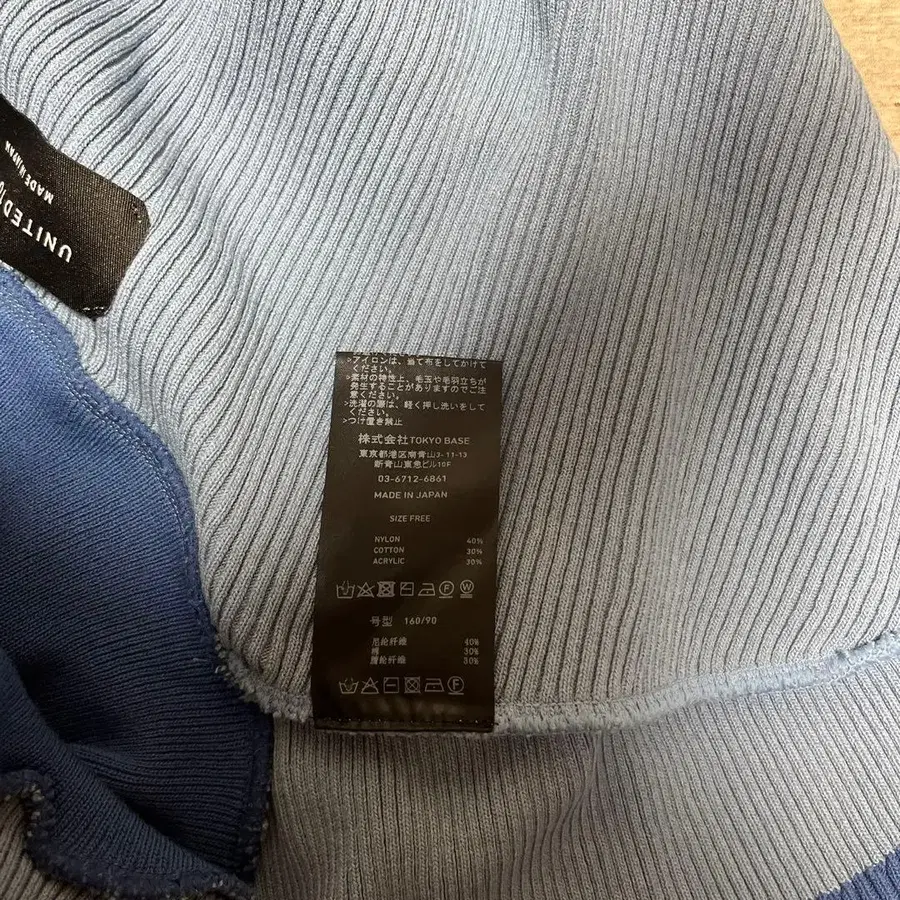 UNITED
MADE IN JAPAN
>アイロンは、当て布をしてかけて
ください。
>素材の特性上、毛玉や毛羽立ちが
発生することがありますのでご注
意ください。
>洗濯の際は、軽く押し洗いをして
ください。
>つけ置き禁止
株式会社TOKYO BASE
東京都港区南青山3-11-13
新青山東急ビル10F
03-6712-6861
MADE IN JAPAN
SIZE FREE
NYLON 40%
COTTON 30%
ACRYLIC 30%
F W
号型 160/90
尼纶纤维 40%
棉 30%
腈纶纤维 30%
F